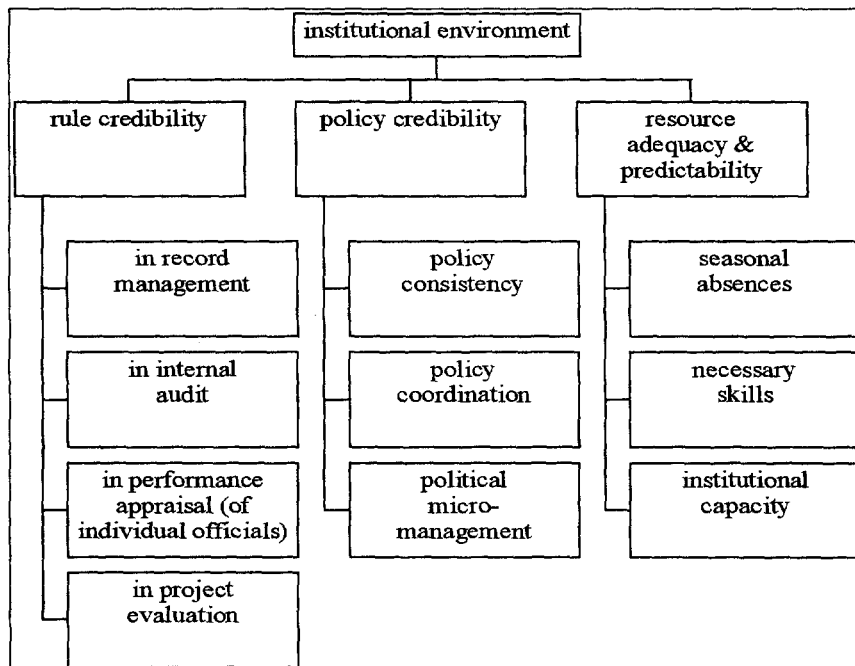 institutional environment
rule credibility
policy credibility
resource
adequacy &
predictability
in record
management
in internal
audit
in performance
appraisal (of
individual officials)
in project
evaluation
policy
consistency
policy
coordination
political
micro-
management
seasonal
absences
necessary
skills
institutional
capacity